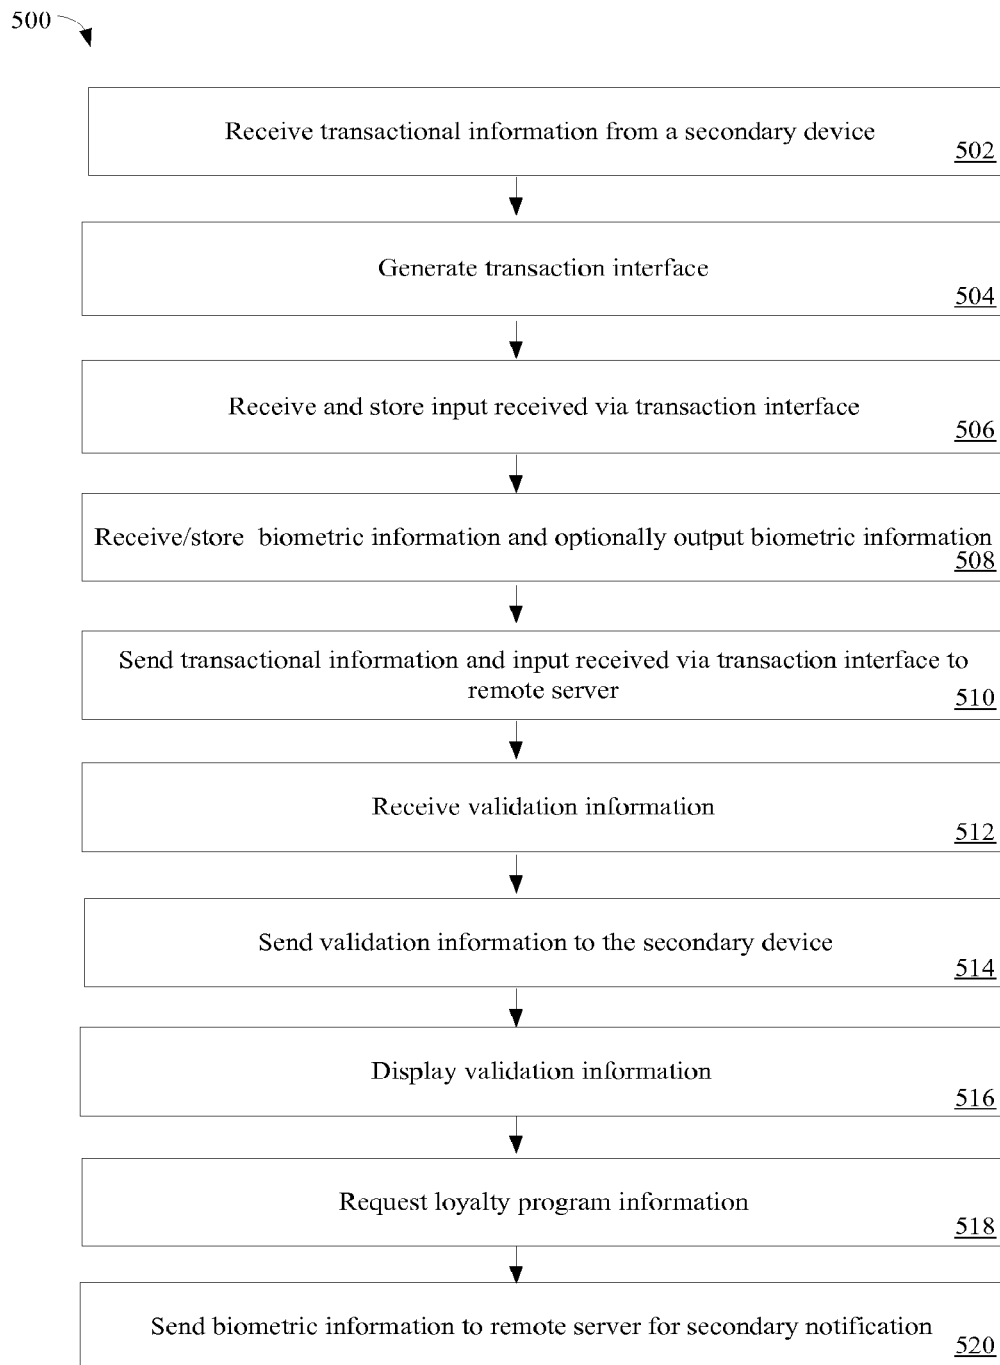 500
Receive transactional information from a secondary device
502
Generate transaction interface
504
Receive and store input received via transaction interface
506
Receive/store biometric information and optionally output biometric information
508
Send transactional information and input received via transaction interface to
remote server
510
Receive validation information
512
Send validation information to the secondary device
514
Display validation information
516
Request loyalty program information
518
Send biometric information to remote server for secondary notification
520